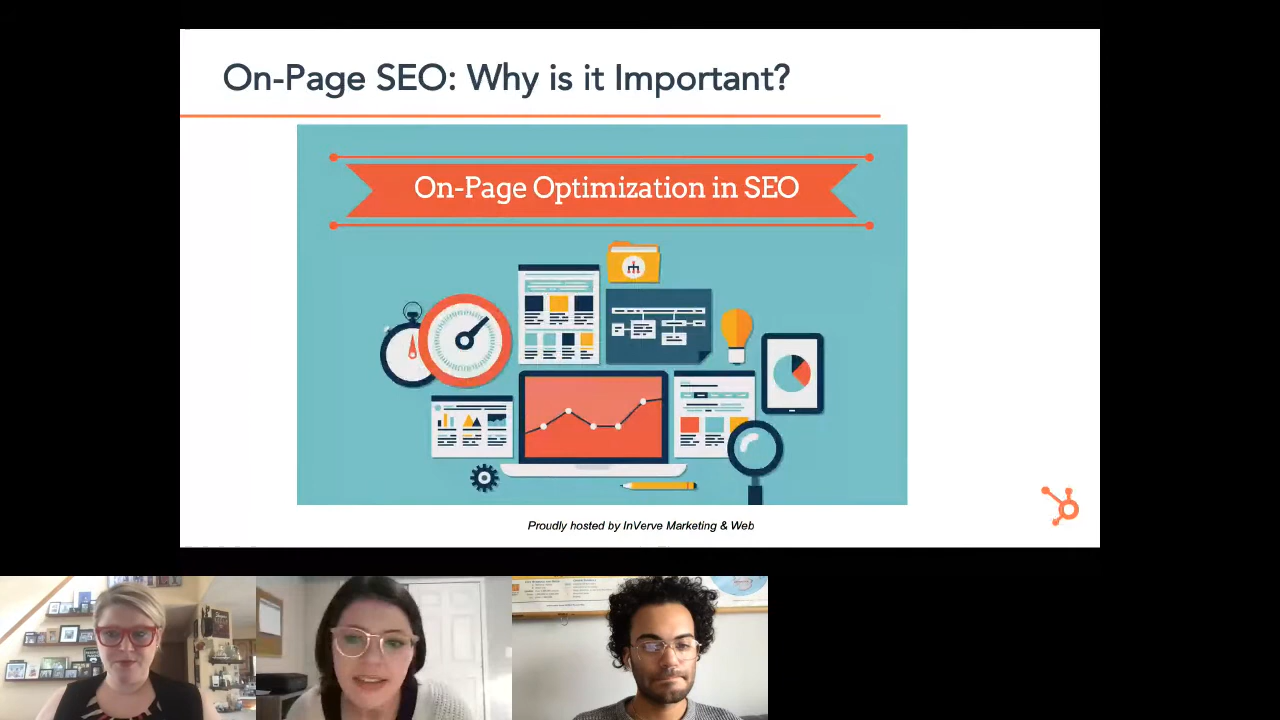 On-Page SEO: Why is it Important?
On-Page Optimization in SEO
Proudly hosted by InVerve Marketing & Web